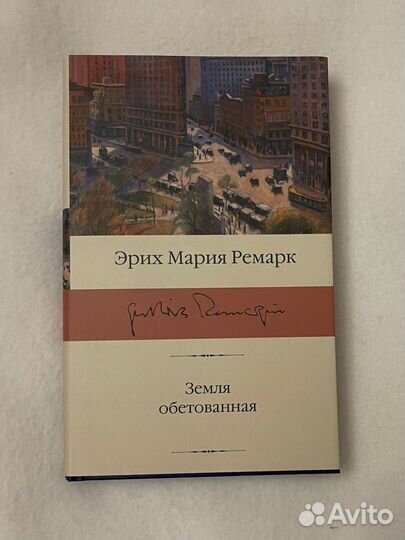 Эрих Мария Ремарк
Земля
обетованная
Avito